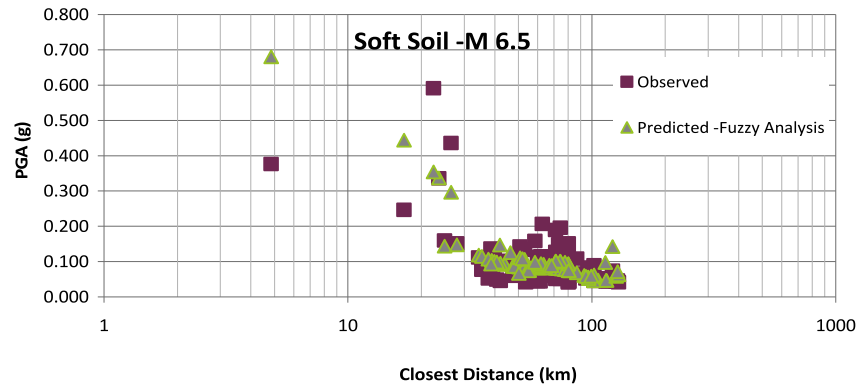 Soft Soil -M 6.5
PGA (g)
0.800
0.700
0.600
0.500
0.400
0.300
0.200
0.100
0.000
Observed
Predicted -Fuzzy Analysis
1 10 100 1000
Closest Distance (km)